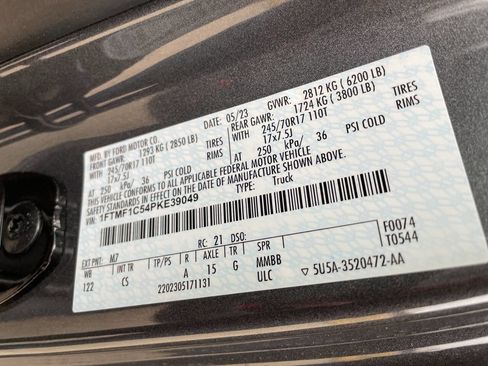 MFD. BY FORD MOTOR CO.
DATE: 05/23 GVWR: 2812 KG ( 6200 LB)
FRONT GAWR: 1293 KG ( 2850 LB) REAR GAWR: 1724 KG ( 3800 LB)
WITH 245/70R17 110T TIRES WITH 245/70R17 110T TIRES
17x7.5J RIMS 17x7.5J RIMS
AT 250 kPa/ 36 PSI COLD AT 250 kPa/ 36 PSI COLD
THIS VEHICLE CONFORMS TO ALL APPLICABLE FEDERAL MOTOR VEHICLE
SAFETY STANDARDS IN EFFECT ON THE DATE OF MANUFACTURE SHOWN ABOVE.
VIN: 1FTMF1C54PKE39049 TYPE: Truck
F0074
T0544
EXT PNT: M7 RC: 21 DSO:
WB INT TR TP/PS R AXLE TR SPR
122 CS A 15 G MMBB
2202305171131 ULC ▽ 5U5A-3520472-AA